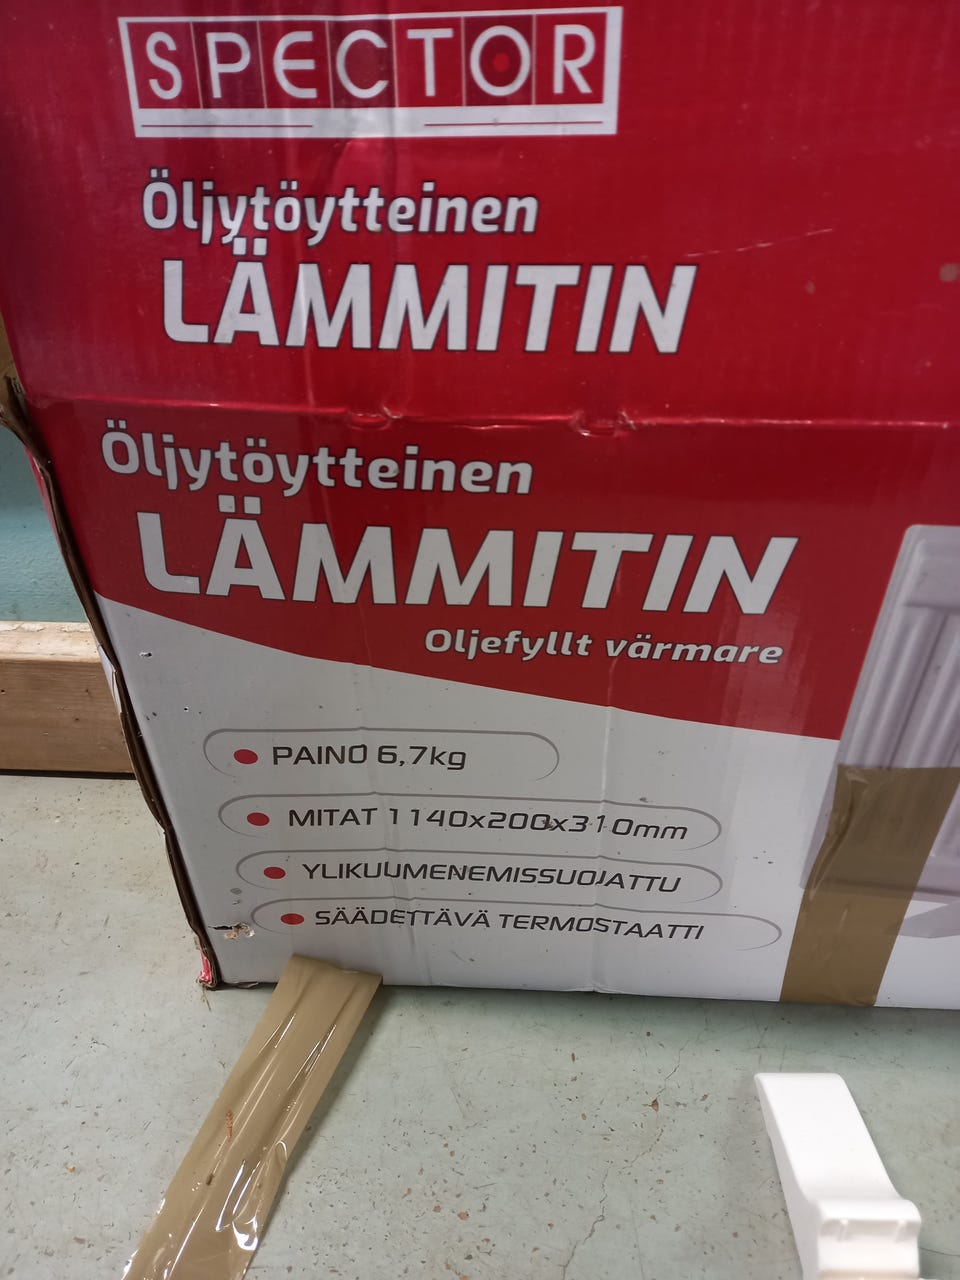 SPECTOR
Öljytöytteinen
LÄMMITIN
Öljytöytteinen
LÄMMITIN
Oljefyllt värmare
PAINO 6,7kg
MITAT 1140x200x310mm
YLIKUUMENEMISSUOJATTU
SÄÄDETTÄVÄ TERMOSTAATTI